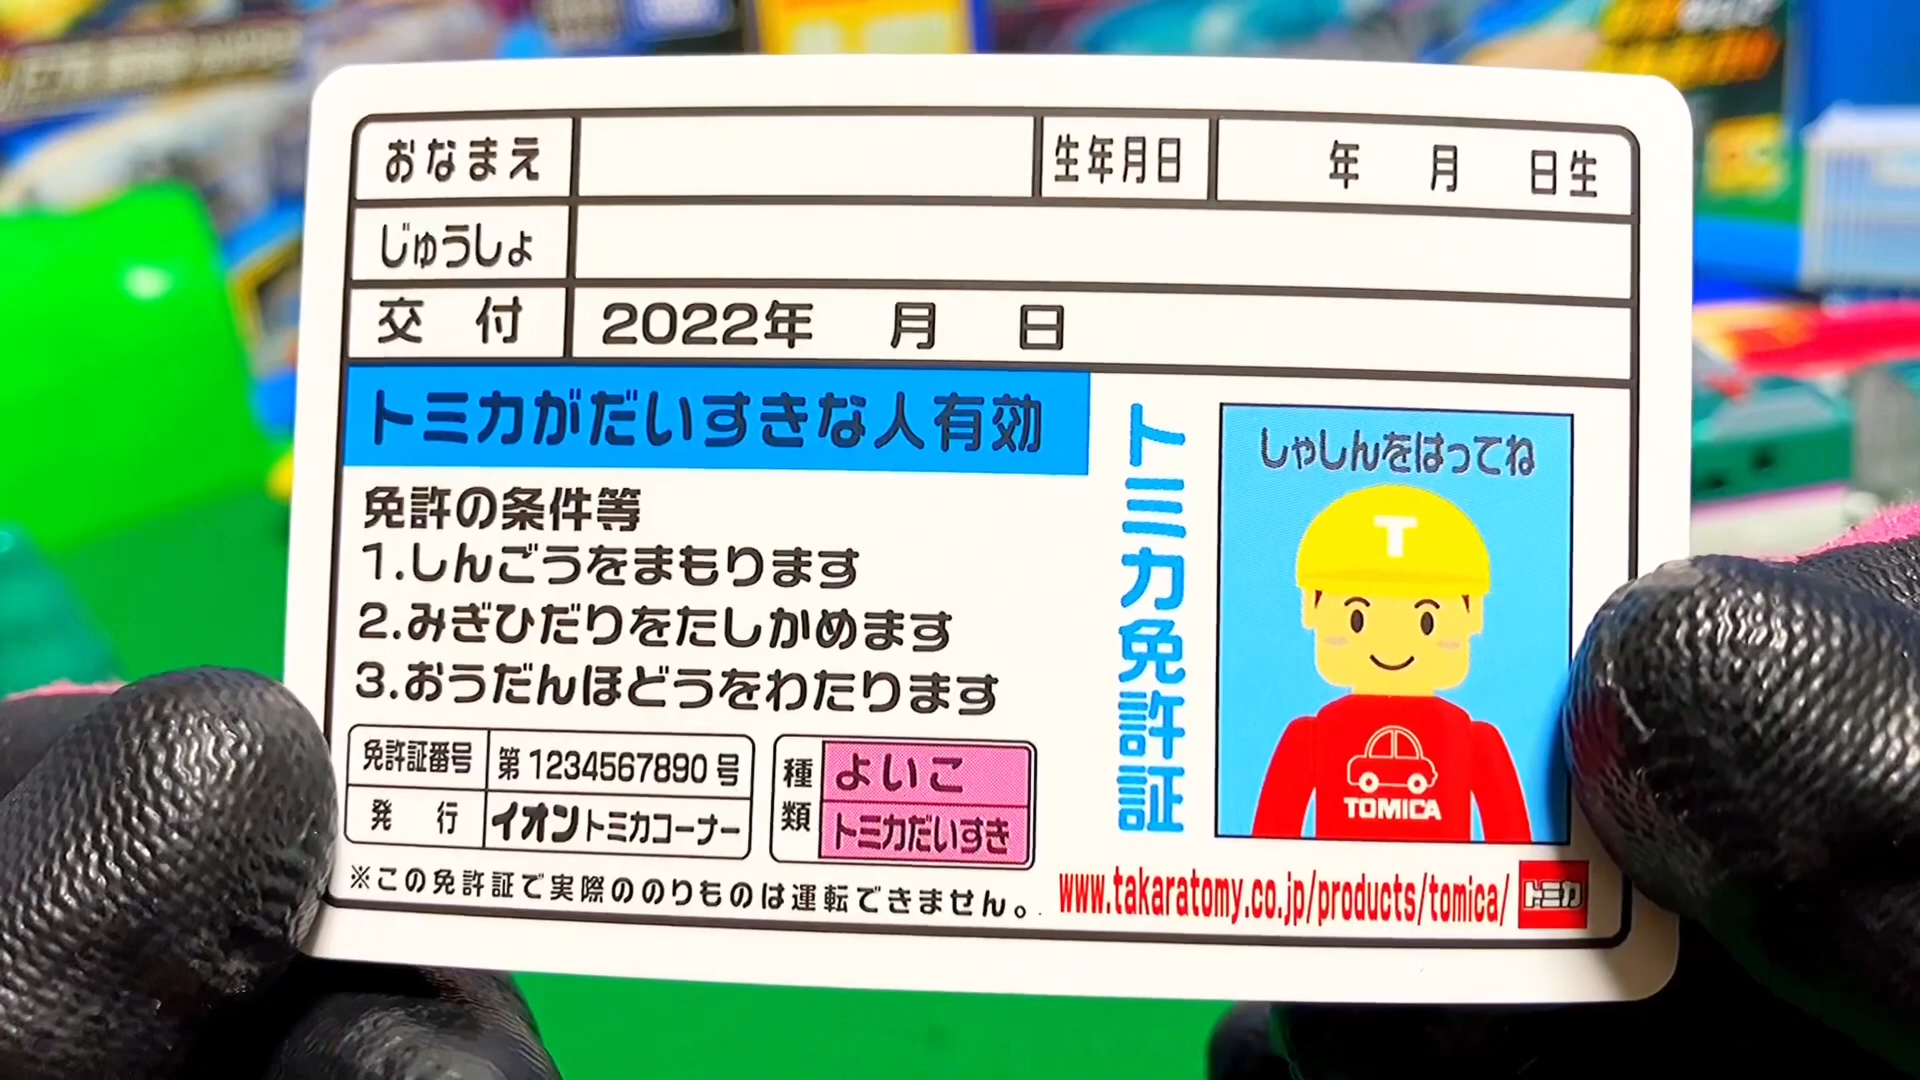 おなまえ 生年月日 年 月 日生
じゅうしょ
交 付 2022年 月 日
トミカがだいすきな人有効
免許の条件等
1.しんごうをまもります
2.みぎひだりをたしかめます
3.おうだんほどうをわたります
免許証番号 第1234567890号
発 行 イオントミカコーナー
種類 よいこ
トミカだいすき
※この免許証で実際ののりものは運転できません。
トミカ免許証
しゃしんをはってね
T
TOMICA
www.takaratomy.co.jp/products/tomica/
トミカ